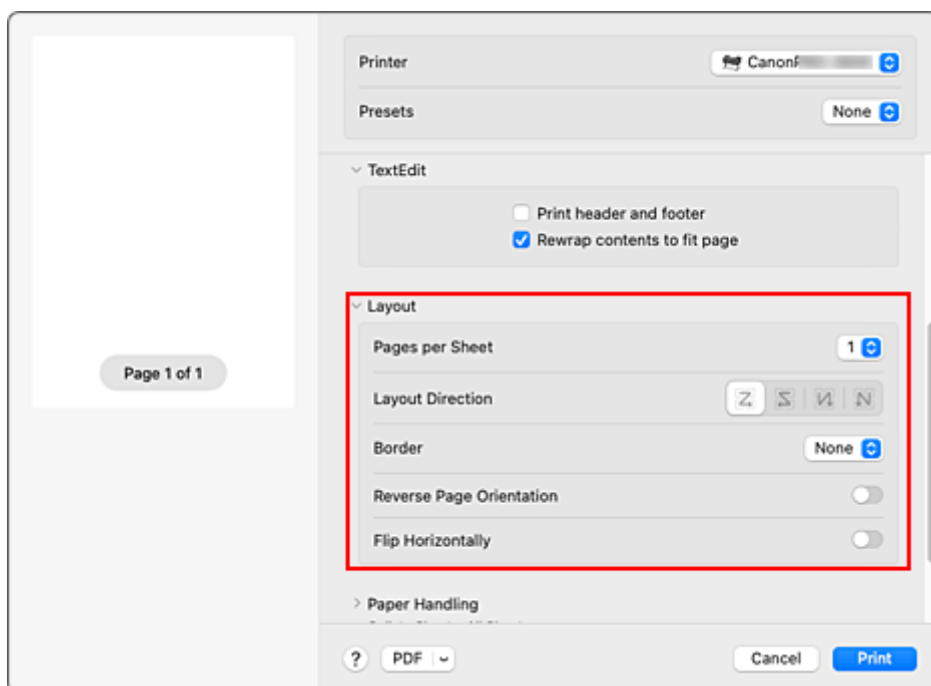 Printer
Canon
Presets
None
TextEdit
Print header and footer
Rewrap contents to fit page
Layout
Pages per Sheet
1
Layout Direction
Border
None
Reverse Page Orientation
Flip Horizontally
Page 1 of 1
Paper Handling
?
PDF
Cancel
Print